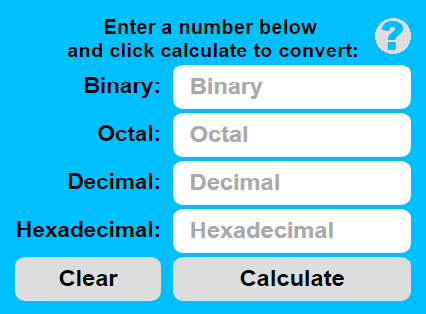 Enter a number below
and click calculate to convert:
?
Binary: Binary
Octal: Octal
Decimal: Decimal
Hexadecimal: Hexadecimal
Clear Calculate